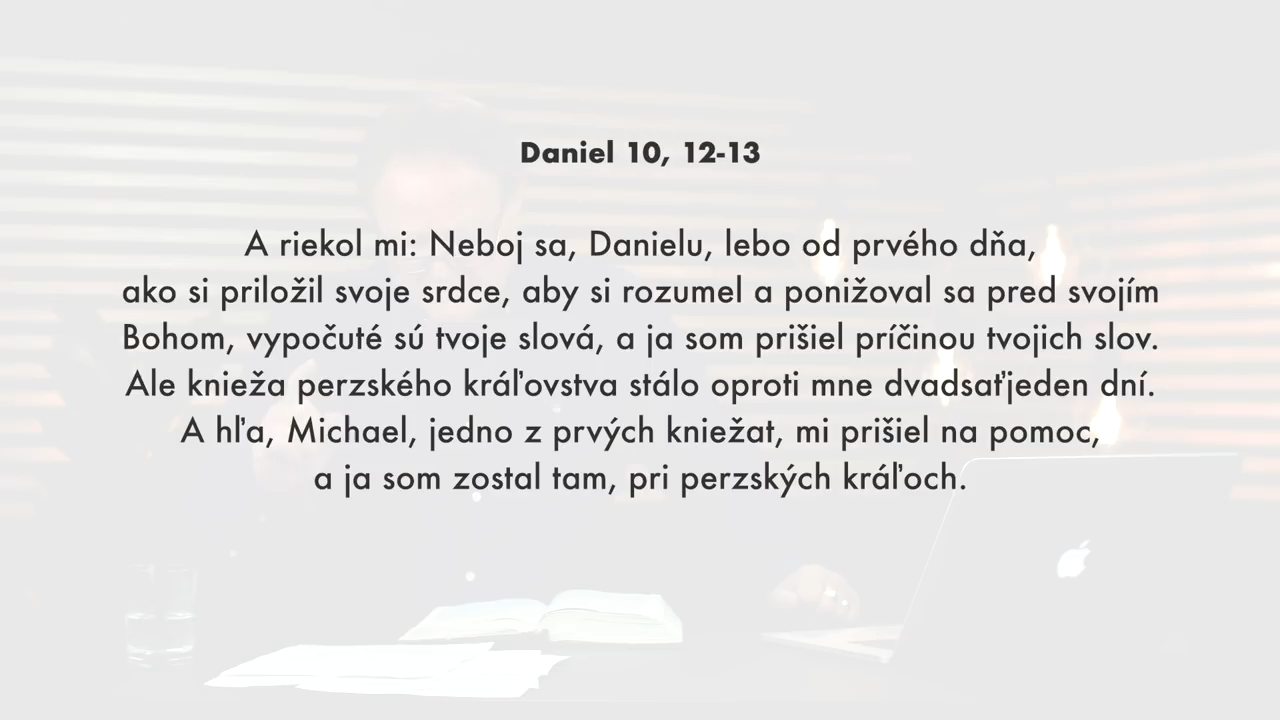 Daniel 10, 12-13
A riekol mi: Neboj sa, Danielu, lebo od prvého dňa,
ako si priložil svoje srdce, aby si rozumel a ponižoval sa pred svojím
Bohom, vypočuté sú tvoje slová, a ja som prišiel príčinou tvojich slov.
Ale knieža perzského kráľovstva stálo oproti mne dvadsaťjeden dní.
A hľa, Michael, jedno z prvých kniežat, mi prišiel na pomoc,
a ja som zostal tam, pri perzských kráľoch.